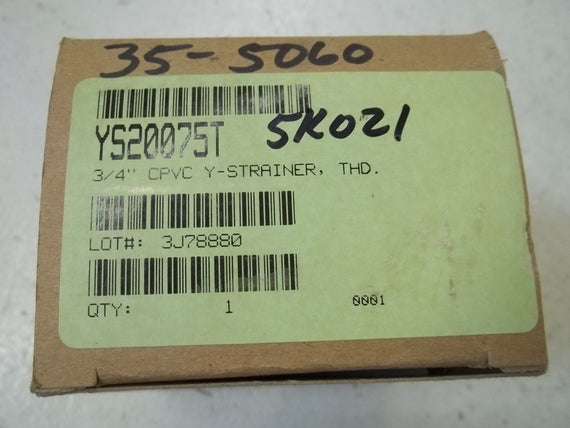 35-5060
YS20075T 5K021
3/4" CPVC Y-STRAINER, THD.
LOT#: 3J78880
QTY: 1 0001